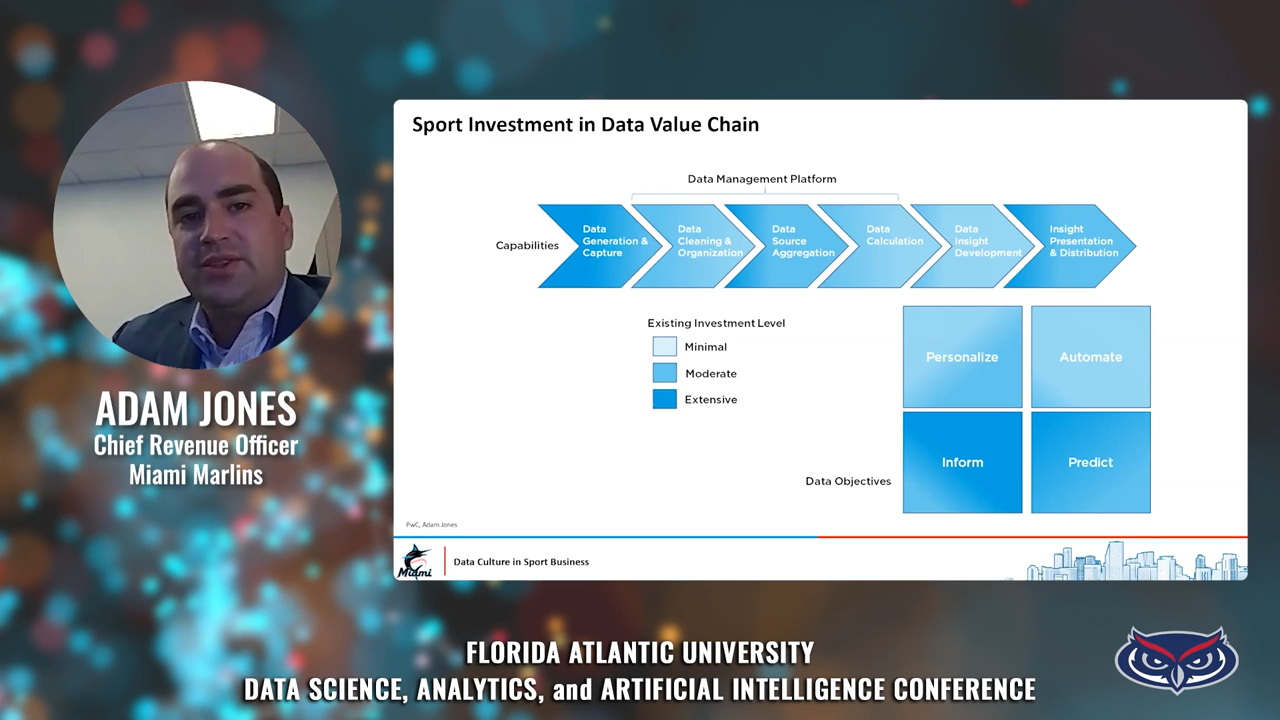 Sport Investment in Data Value Chain
Data Management Platform
Capabilities
Data
Generation &
Capture
Data
Cleaning &
Organization
Data
Source
Aggregation
Data
Calculation
Data
Insight
Development
Insight
Presentation
& Distribution
Existing Investment Level
Minimal
Moderate
Extensive
Personalize
Automate
Inform
Predict
Data Objectives
PwC, Adam Jones
Miami
Data Culture in Sport Business
ADAM JONES
Chief Revenue Officer
Miami Marlins
FLORIDA ATLANTIC UNIVERSITY
DATA SCIENCE, ANALYTICS, and ARTIFICIAL INTELLIGENCE CONFERENCE